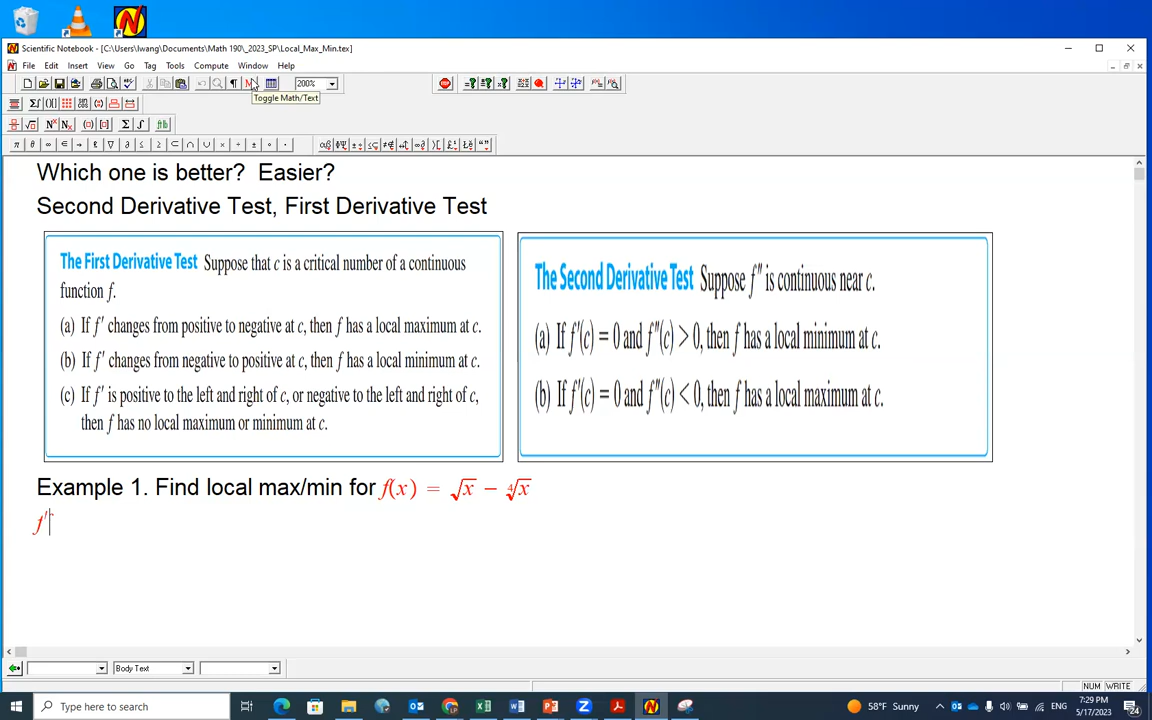 Scientific Notebook - [C:\Users\lwang\Documents\Math 190\_2023_SP\Local_Max_Min.tex]
File Edit Insert View Go Tag Tools Compute Window Help
200%
Toggle Math/Text
Which one is better? Easier?
Second Derivative Test, First Derivative Test
The First Derivative Test Suppose that c is a critical number of a continuous
function f.
(a) If f′ changes from positive to negative at c, then f has a local maximum at c.
(b) If f′ changes from negative to positive at c, then f has a local minimum at c.
(c) If f′ is positive to the left and right of c, or negative to the left and right of c,
then f has no local maximum or minimum at c.
The Second Derivative Test Suppose f″ is continuous near c.
(a) If f′(c) = 0 and f″(c) > 0, then f has a local minimum at c.
(b) If f′(c) = 0 and f″(c) < 0, then f has a local maximum at c.
Example 1. Find local max/min for f(x) = √x − ∜x
f′
Body Text
NUM WRITE
Type here to search
58°F Sunny
ENG
7:29 PM
5/17/2023
24